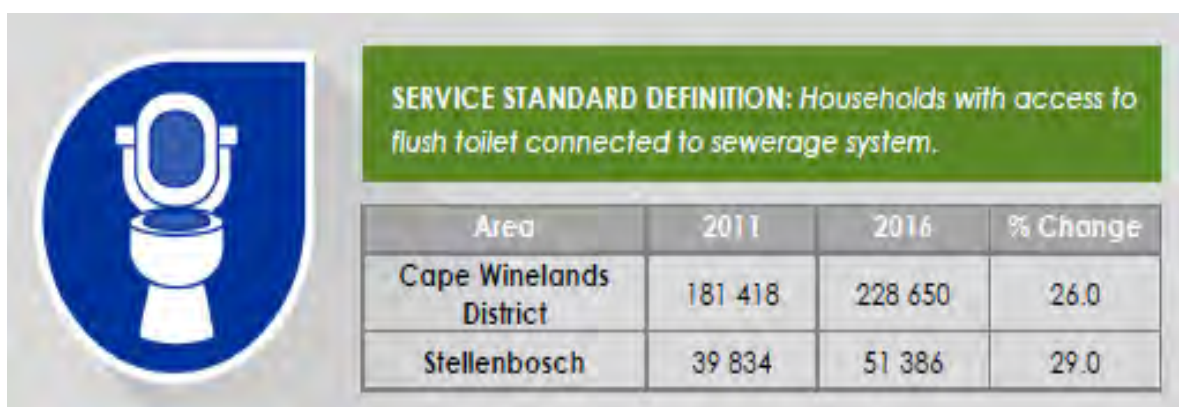 SERVICE STANDARD DEFINITION: Households with access to
flush toilet connected to sewerage system.
Area 2011 2016 % Change
Cape Winelands
District 181 418 228 650 26.0
Stellenbosch 39 834 51 386 29.0